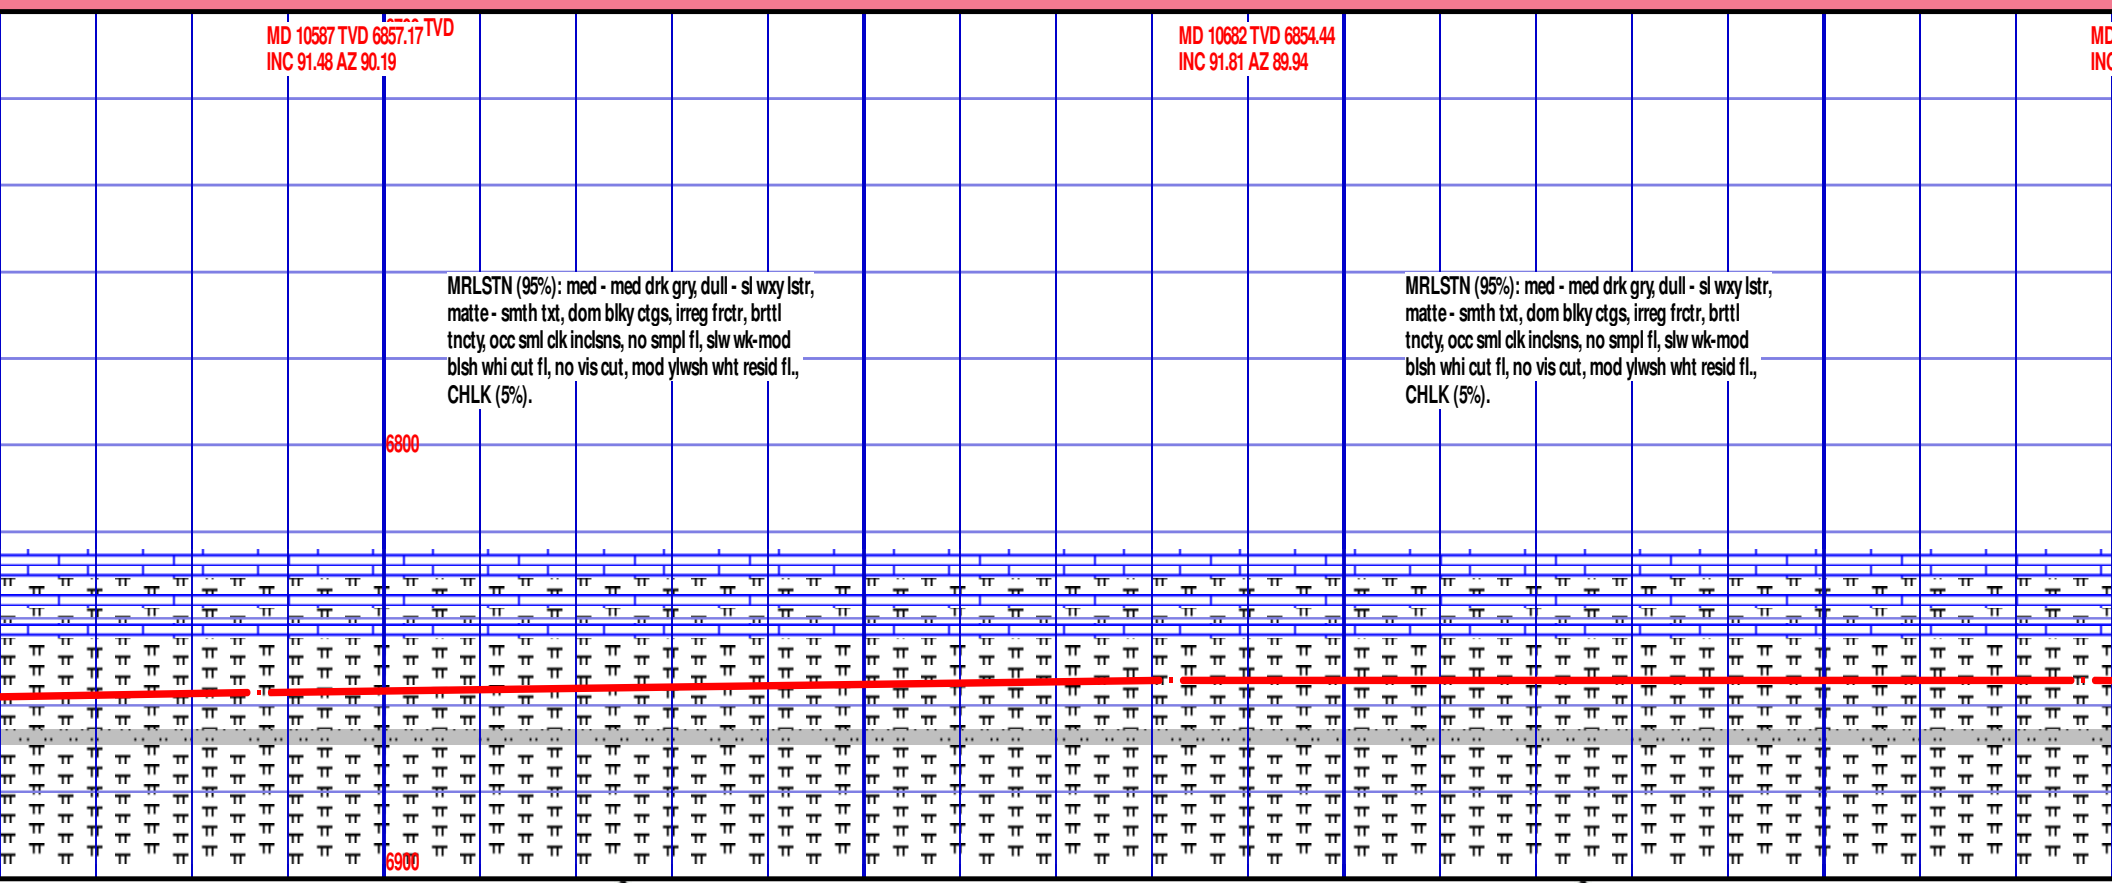 MD 10587 TVD 6857.17 TVD
INC 91.48 AZ 90.19
MD 10682 TVD 6854.44
INC 91.81 AZ 89.94
MD
INC
MRLSTN (95%): med - med drk gry, dull - sl wxy lstr,
matte - smth txt, dom blky ctgs, irreg frctr, brttl
tncty, occ sml clk inclsns, no smpl fl, slw wk-mod
blsh whi cut fl, no vis cut, mod ylwsh wht resid fl.,
CHLK (5%).
MRLSTN (95%): med - med drk gry, dull - sl wxy lstr,
matte - smth txt, dom blky ctgs, irreg frctr, brttl
tncty, occ sml clk inclsns, no smpl fl, slw wk-mod
blsh whi cut fl, no vis cut, mod ylwsh wht resid fl.,
CHLK (5%).
6800
6900